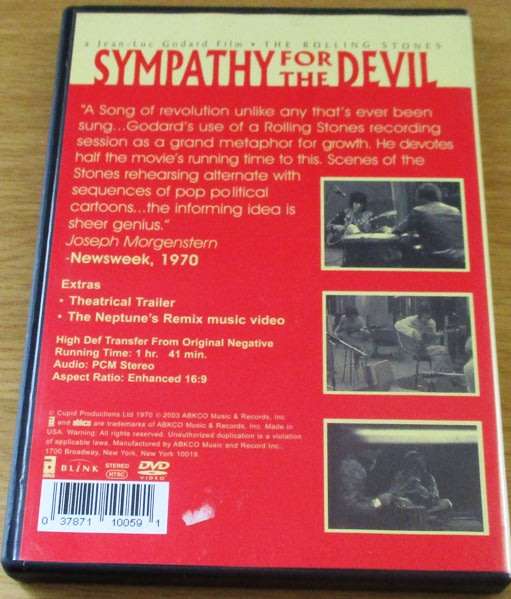 a Jean-Luc Godard Film • THE ROLLING STONES
SYMPATHY FOR THE DEVIL
"A Song of revolution unlike any that's ever been
sung...Godard's use of a Rolling Stones recording
session as a grand metaphor for growth. He devotes
half the movie's running time to this. Scenes of the
Stones rehearsing alternate with
sequences of pop political
cartoons...the informing idea is
sheer genius."
Joseph Morgenstern
-Newsweek, 1970
Extras
• Theatrical Trailer
• The Neptune's Remix music video
High Def Transfer From Original Negative
Running Time: 1 hr. 41 min.
Audio: PCM Stereo
Aspect Ratio: Enhanced 16:9
© Cupid Productions Ltd 1970 © 2003 ABKCO Music & Records, Inc.
a and abkco are trademarks of ABKCO Music & Records, Inc. Made in
USA. Warning: All rights reserved. Unauthorized duplication is a violation
of applicable laws. Manufactured by ABKCO Music and Record Inc.
1700 Broadway, New York, New York 10019.
a abkco BLINK STEREO NTSC DVD VIDEO
0 37871 10059 1